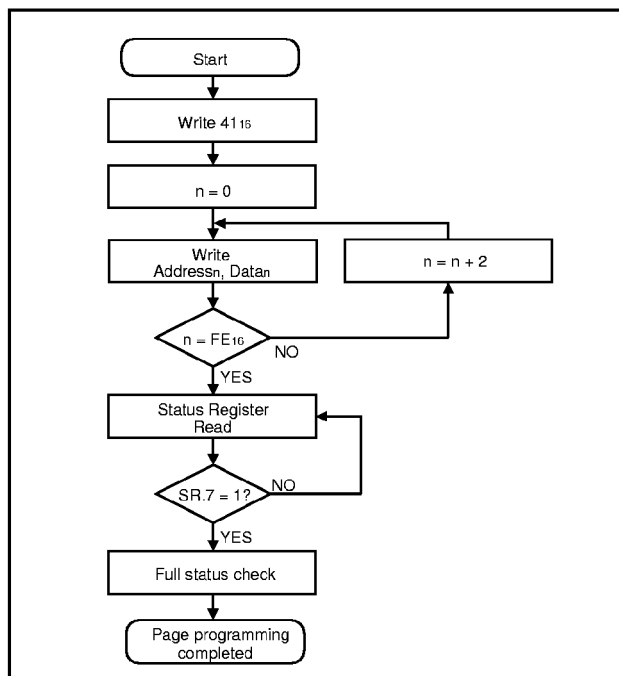 Start
Write 41₁₆
n = 0
Write
Addressn, Datan
n = n + 2
n = FE₁₆
NO
YES
Status Register
Read
SR.7 = 1?
NO
YES
Full status check
Page programming
completed